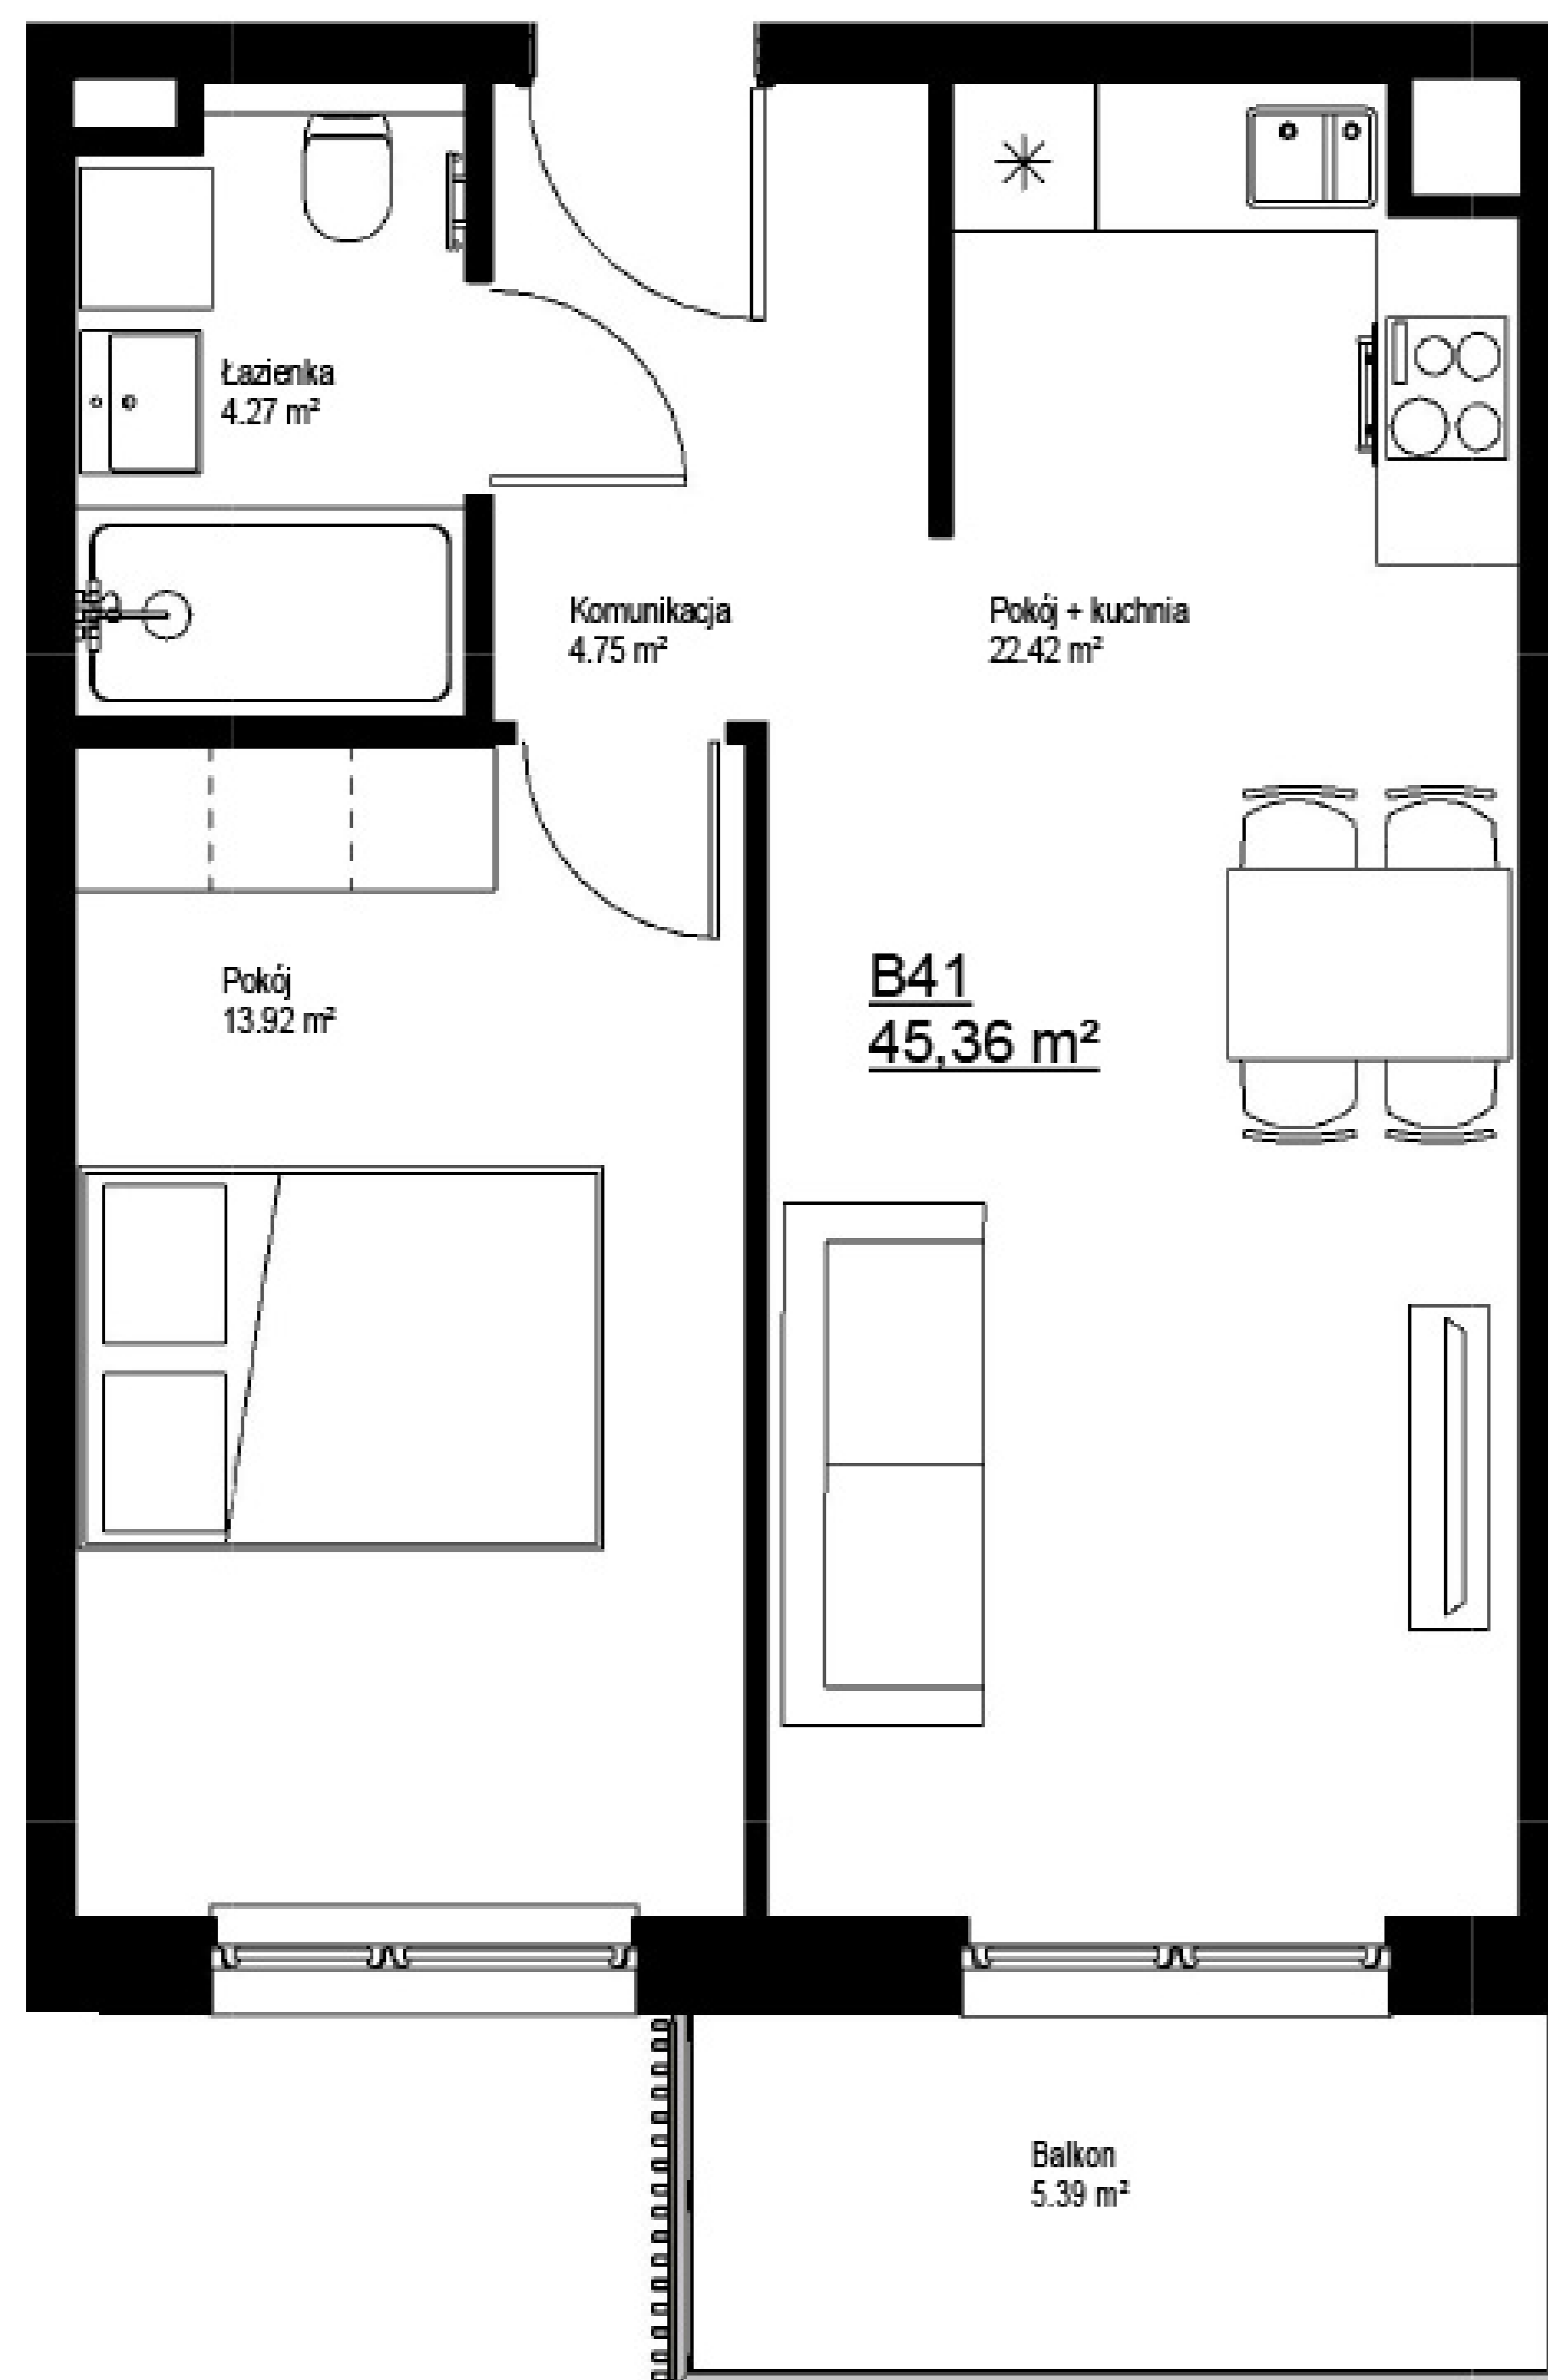 Łazienka
4.27 m²
Komunikacja
4.75 m²
Pokój + kuchnia
22.42 m²
Pokój
13.92 m²
B41
45,36 m²
Balkon
5.39 m²